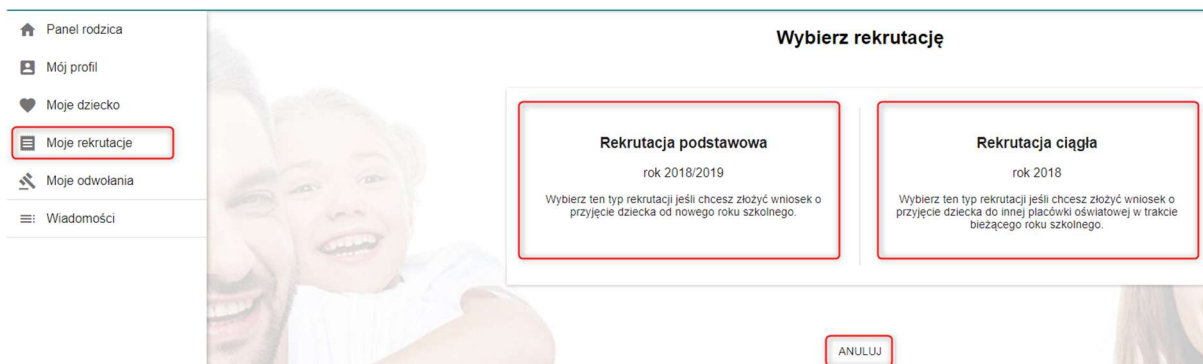 Panel rodzica
Mój profil
Moje dziecko
Moje rekrutacje
Moje odwołania
Wiadomości
Wybierz rekrutację
Rekrutacja podstawowa
rok 2018/2019
Wybierz ten typ rekrutacji jeśli chcesz złożyć wniosek o
przyjęcie dziecka od nowego roku szkolnego.
Rekrutacja ciągła
rok 2018
Wybierz ten typ rekrutacji jeśli chcesz złożyć wniosek o
przyjęcie dziecka do innej placówki oświatowej w trakcie
bieżącego roku szkolnego.
ANULUJ